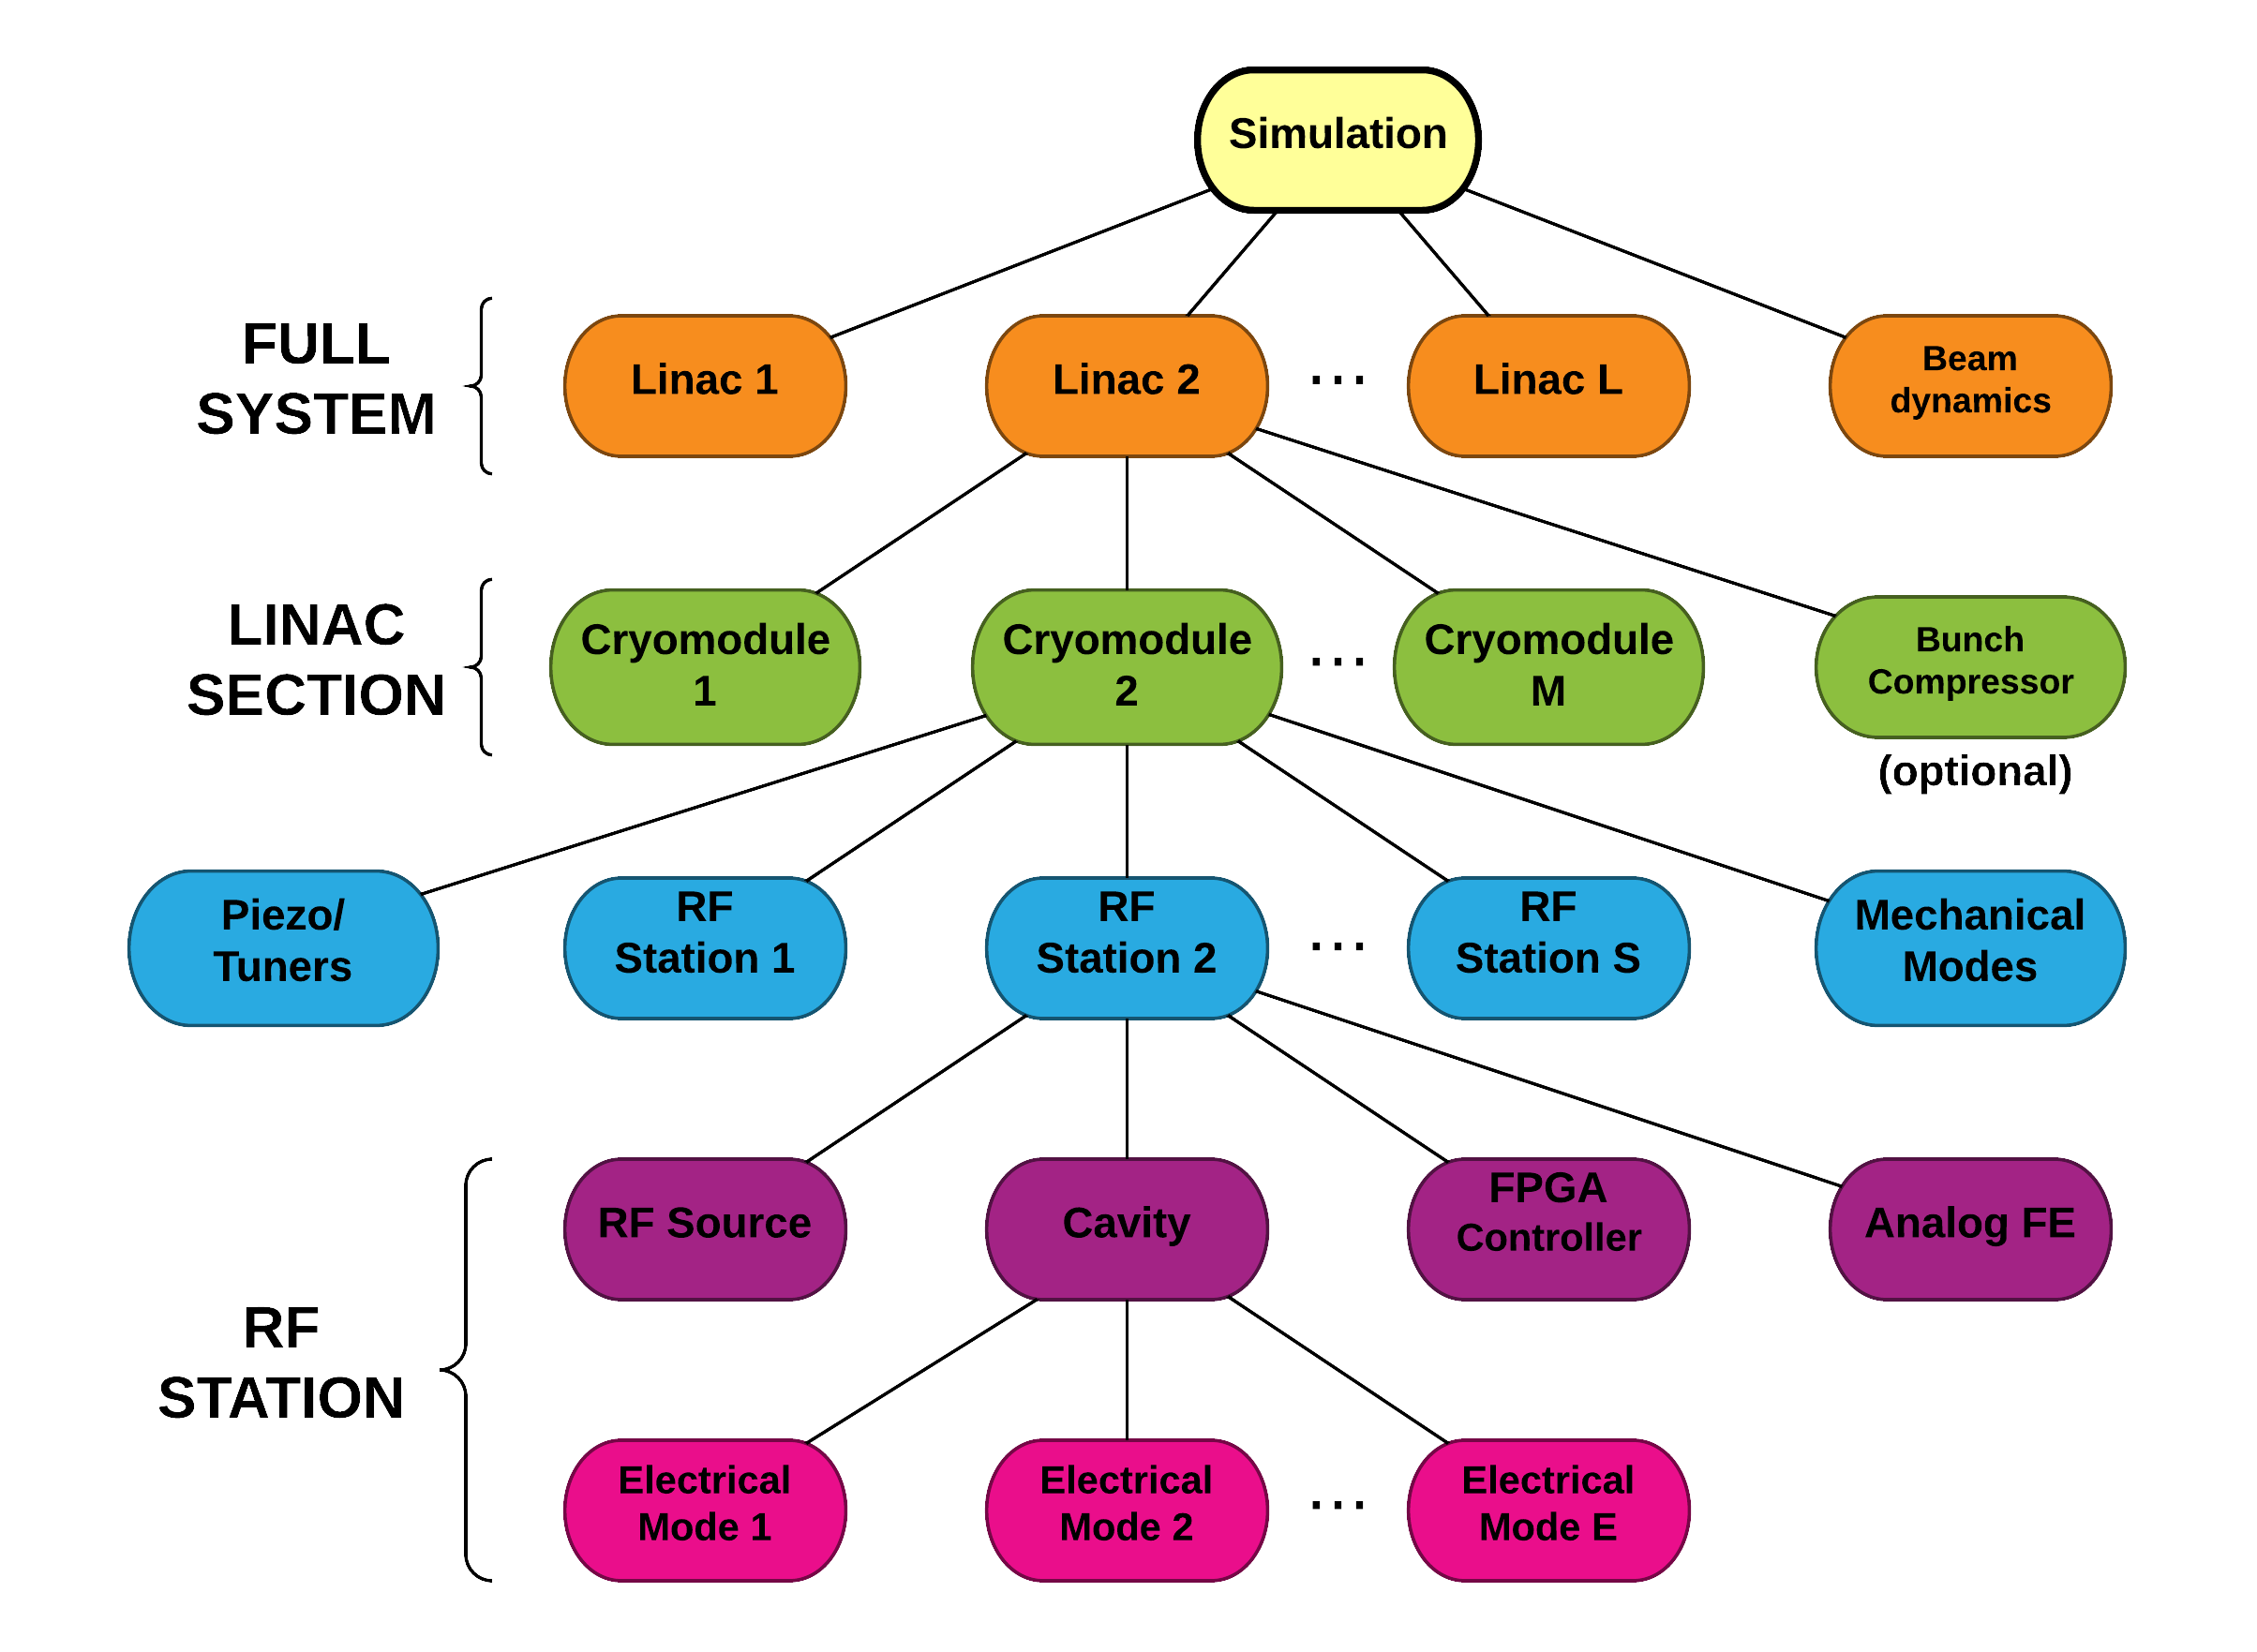 Simulation
FULL
SYSTEM
Linac 1
Linac 2
...
Linac L
Beam
dynamics
LINAC
SECTION
Cryomodule
1
Cryomodule
2
...
Cryomodule
M
Bunch
Compressor
(optional)
Piezo/
Tuners
RF
Station 1
RF
Station 2
...
RF
Station S
Mechanical
Modes
RF
STATION
RF Source
Cavity
FPGA
Controller
Analog FE
Electrical
Mode 1
Electrical
Mode 2
...
Electrical
Mode E